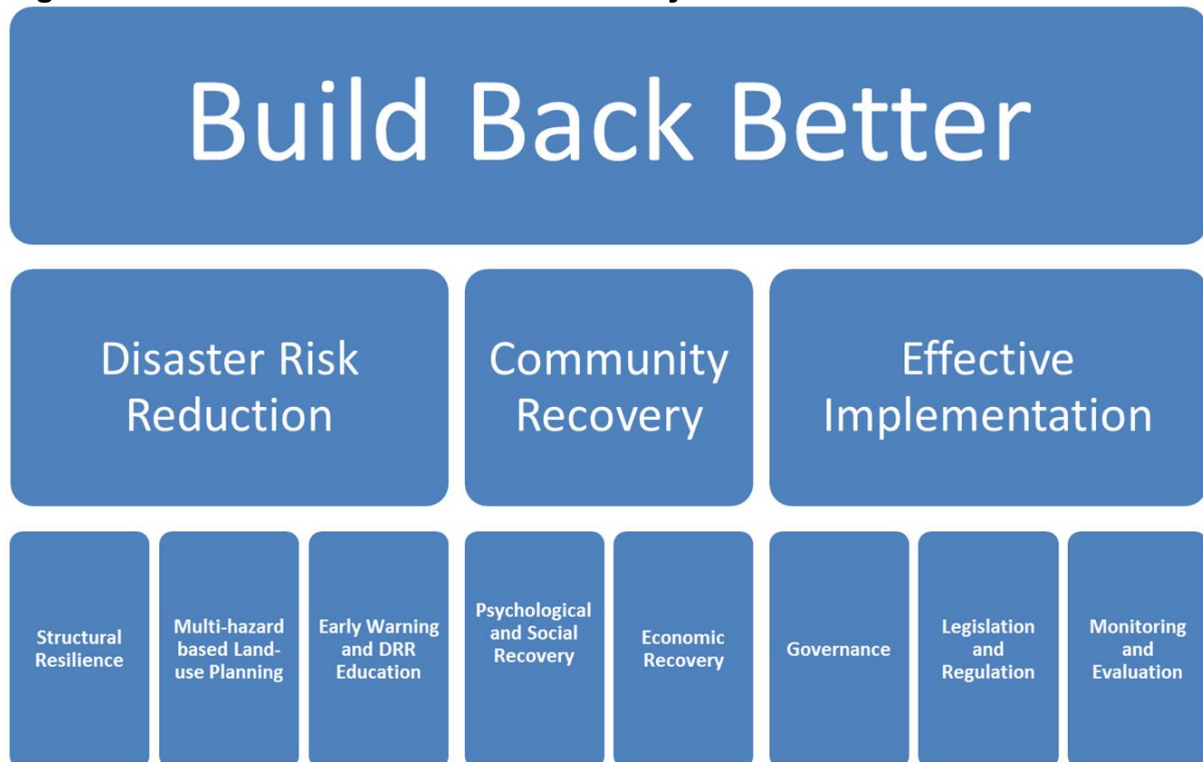 Build Back Better
Disaster Risk
Reduction
Community
Recovery
Effective
Implementation
Structural
Resilience
Multi-hazard
based Land-
use Planning
Early Warning
and DRR
Education
Psychological
and Social
Recovery
Economic
Recovery
Governance
Legislation
and
Regulation
Monitoring
and
Evaluation